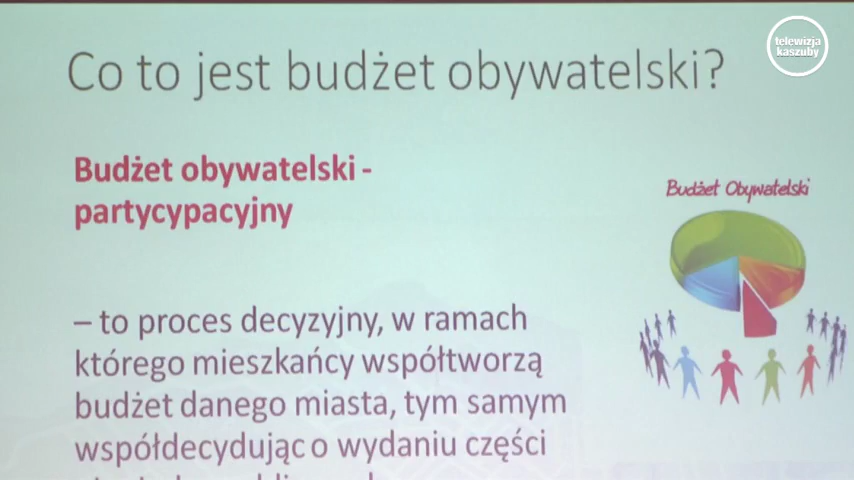 telewizja
kaszuby
Co to jest budżet obywatelski?
Budżet obywatelski -
partycypacyjny
Budżet Obywatelski
– to proces decyzyjny, w ramach
którego mieszkańcy współtworzą
budżet danego miasta, tym samym
współdecydując o wydaniu części